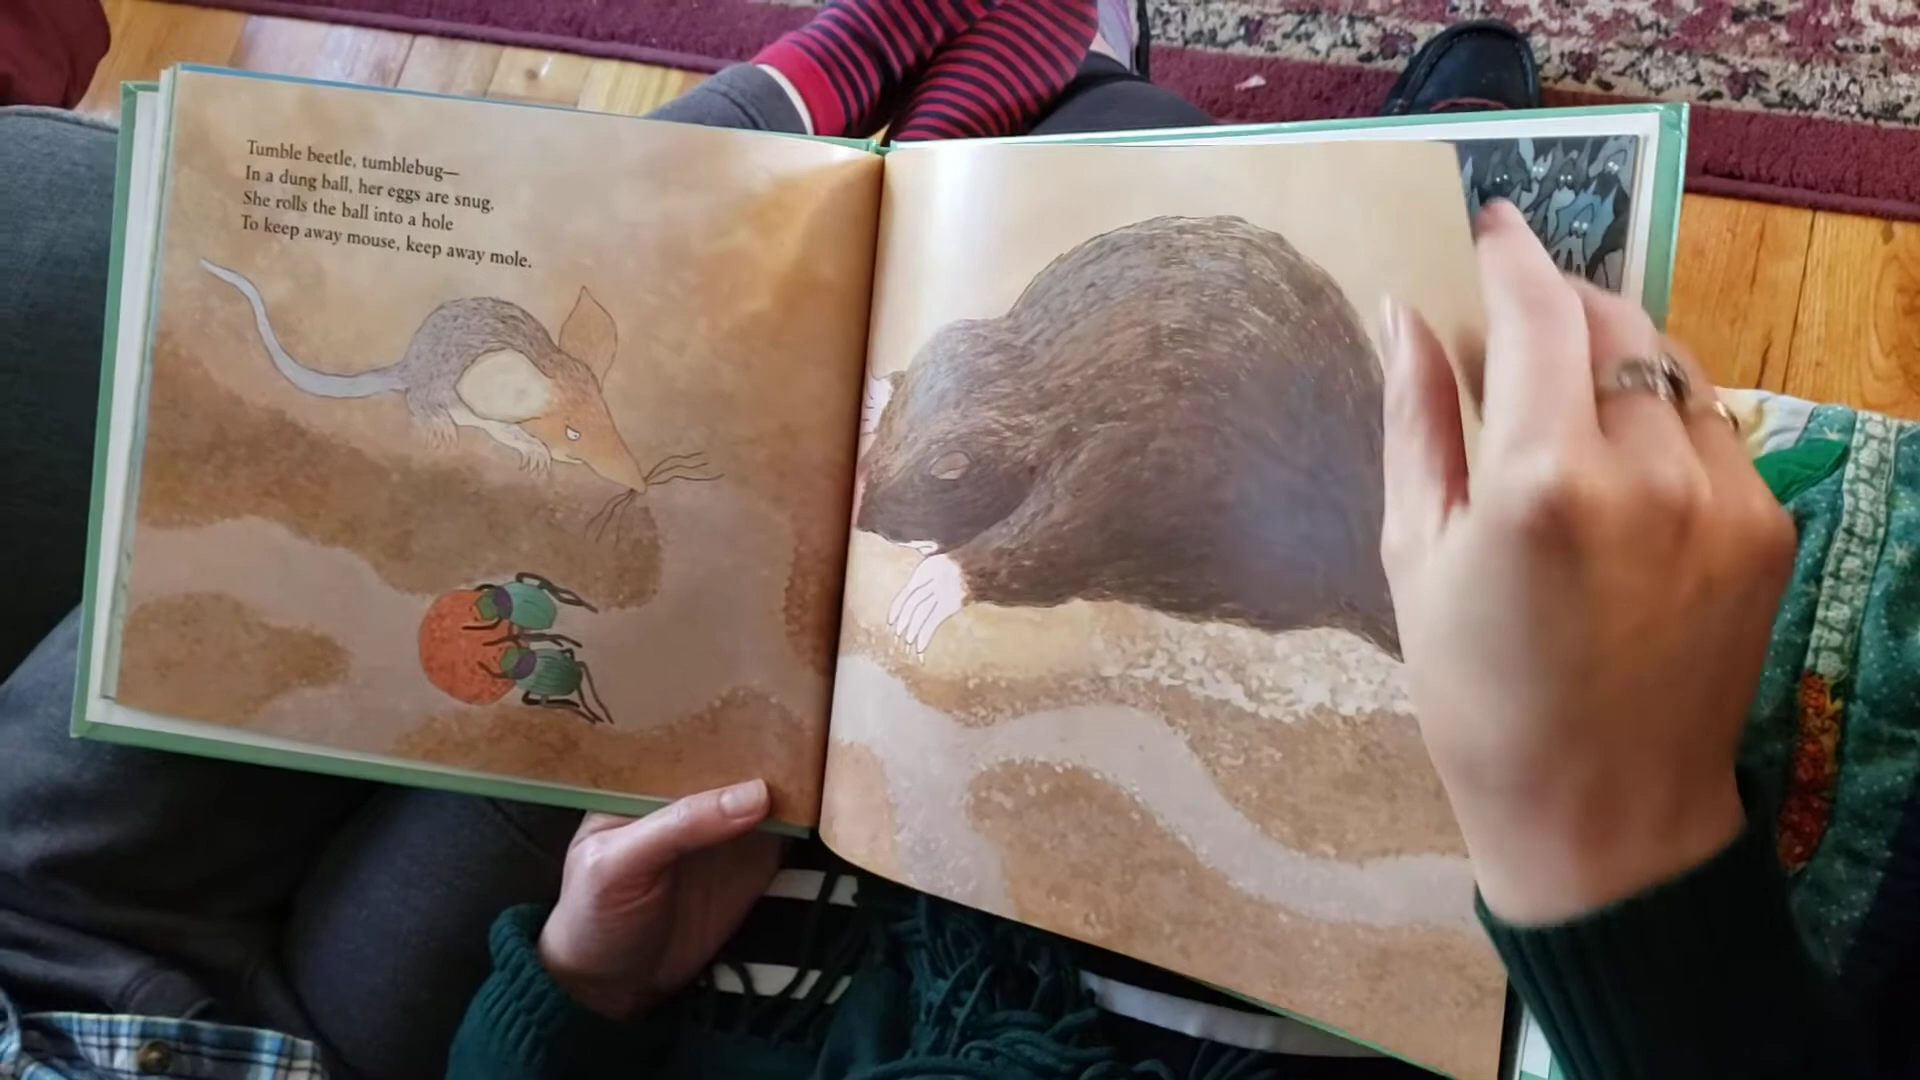 Tumble beetle, tumblebug—
In a dung ball, her eggs are snug.
She rolls the ball into a hole
To keep away mouse, keep away mole.